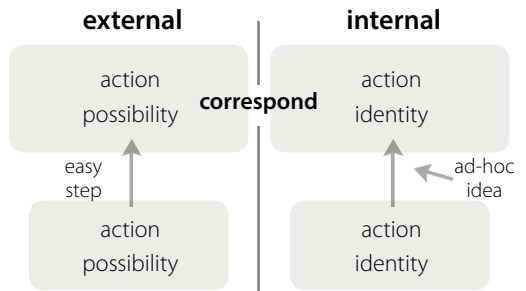 external
internal
action
possibility
correspond
action
identity
easy
step
ad-hoc
idea
action
possibility
action
identity